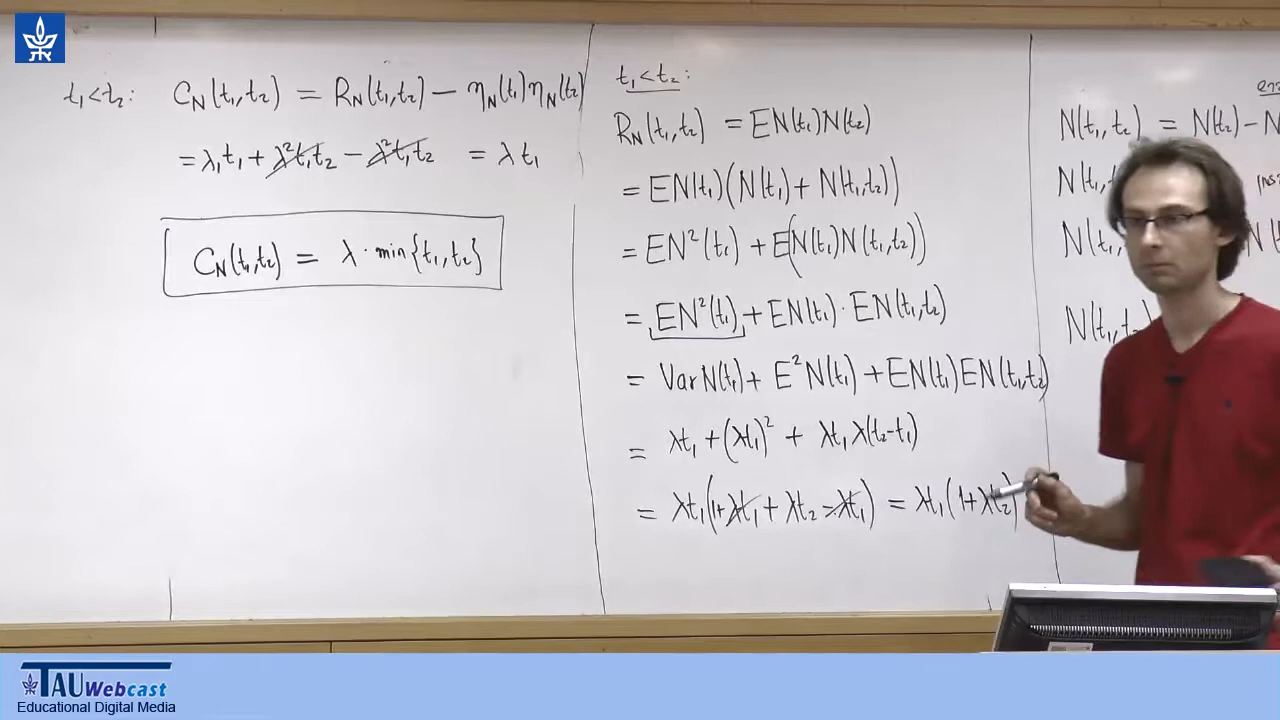 t₁<t₂: C_N(t₁,t₂) = R_N(t₁,t₂) − η_N(t₁)η_N(t₂)
= λ₁t₁ + λ²t₁t₂ − λ²t₁t₂ = λt₁
C_N(t₁,t₂) = λ · min{t₁,t₂}
t₁<t₂:
R_N(t₁,t₂) = EN(t₁)N(t₂)
= EN(t₁)(N(t₁) + N(t₁,t₂))
= EN²(t₁) + E(N(t₁)N(t₁,t₂))
= EN²(t₁) + EN(t₁) · EN(t₁,t₂)
= VarN(t₁) + E²N(t₁) + EN(t₁)EN(t₁,t₂)
= λt₁ + (λt₁)² + λt₁λ(t₂−t₁)
= λt₁(1+λt₁ + λt₂ − λt₁) = λt₁(1+λt₂)
N(t₁,t₂) = N(t₂) − N
N(t₁
N(t₁,
N(t₁,t₂
TAU Webcast
Educational Digital Media